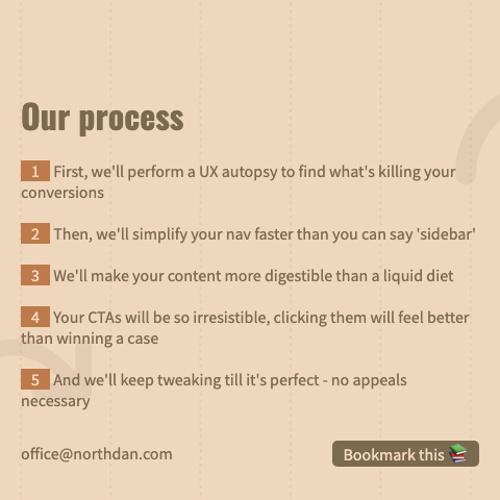 Our process
1 First, we'll perform a UX autopsy to find what's killing your
conversions
2 Then, we'll simplify your nav faster than you can say 'sidebar'
3 We'll make your content more digestible than a liquid diet
4 Your CTAs will be so irresistible, clicking them will feel better
than winning a case
5 And we'll keep tweaking till it's perfect - no appeals
necessary
office@northdan.com
Bookmark this 📚